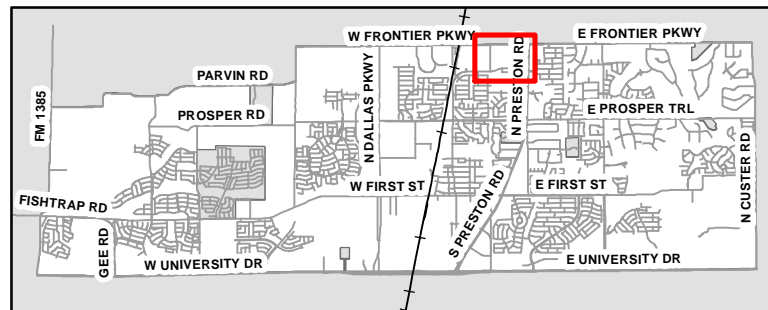 W FRONTIER PKWY
E FRONTIER PKWY
PARVIN RD
PROSPER RD
FM 1385
N DALLAS PKWY
N PRESTON RD
E PROSPER TRL
N CUSTER RD
W FIRST ST
E FIRST ST
S PRESTON RD
FISHTRAP RD
GEE RD
W UNIVERSITY DR
E UNIVERSITY DR